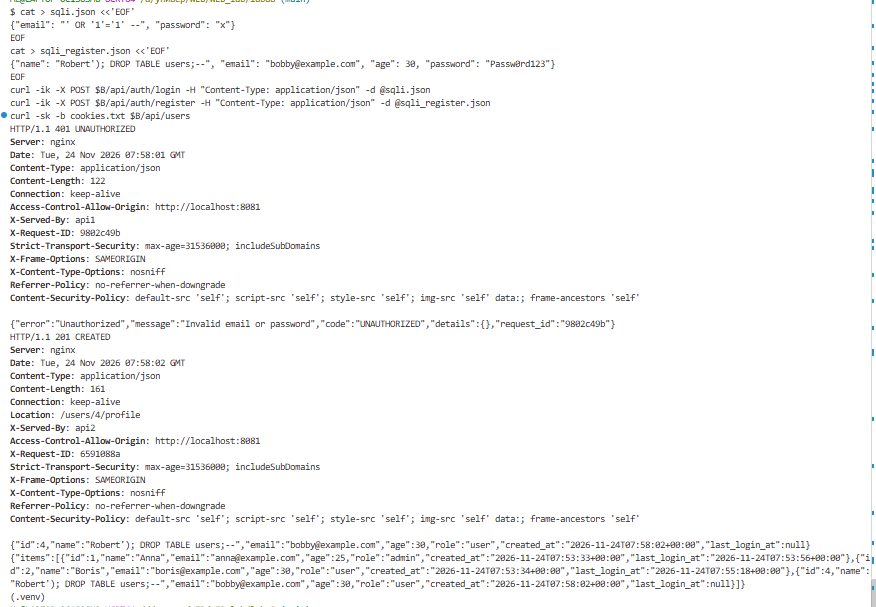 $ cat > sqli.json <<'EOF'
{"email": "' OR '1'='1' --", "password": "x"}
EOF
cat > sqli_register.json <<'EOF'
{"name": "Robert'); DROP TABLE users;--", "email": "bobby@example.com", "age": 30, "password": "Passw0rd123"}
EOF
curl -ik -X POST $B/api/auth/login -H "Content-Type: application/json" -d @sqli.json
curl -ik -X POST $B/api/auth/register -H "Content-Type: application/json" -d @sqli_register.json
curl -sk -b cookies.txt $B/api/users
HTTP/1.1 401 UNAUTHORIZED
Server: nginx
Date: Tue, 24 Nov 2026 07:58:01 GMT
Content-Type: application/json
Content-Length: 122
Connection: keep-alive
Access-Control-Allow-Origin: http://localhost:8081
X-Served-By: api1
X-Request-ID: 9802c49b
Strict-Transport-Security: max-age=31536000; includeSubDomains
X-Frame-Options: SAMEORIGIN
X-Content-Type-Options: nosniff
Referrer-Policy: no-referrer-when-downgrade
Content-Security-Policy: default-src 'self'; script-src 'self'; style-src 'self'; img-src 'self' data:; frame-ancestors 'self'
{"error":"Unauthorized","message":"Invalid email or password","code":"UNAUTHORIZED","details":{},"request_id":"9802c49b"}
HTTP/1.1 201 CREATED
Server: nginx
Date: Tue, 24 Nov 2026 07:58:02 GMT
Content-Type: application/json
Content-Length: 161
Connection: keep-alive
Location: /users/4/profile
X-Served-By: api2
Access-Control-Allow-Origin: http://localhost:8081
X-Request-ID: 6591088a
Strict-Transport-Security: max-age=31536000; includeSubDomains
X-Frame-Options: SAMEORIGIN
X-Content-Type-Options: nosniff
Referrer-Policy: no-referrer-when-downgrade
Content-Security-Policy: default-src 'self'; script-src 'self'; style-src 'self'; img-src 'self' data:; frame-ancestors 'self'
{"id":4,"name":"Robert'); DROP TABLE users;--","email":"bobby@example.com","age":30,"role":"user","created_at":"2026-11-24T07:58:02+00:00","last_login_at":null}
{"items":[{"id":1,"name":"Anna","email":"anna@example.com","age":25,"role":"admin","created_at":"2026-11-24T07:53:33+00:00","last_login_at":"2026-11-24T07:53:56+00:00"},{"i
d":2,"name":"Boris","email":"boris@example.com","age":30,"role":"user","created_at":"2026-11-24T07:53:34+00:00","last_login_at":"2026-11-24T07:55:18+00:00"},{"id":4,"name":
"Robert'); DROP TABLE users;--","email":"bobby@example.com","age":30,"role":"user","created_at":"2026-11-24T07:58:02+00:00","last_login_at":null}]}
(.venv)